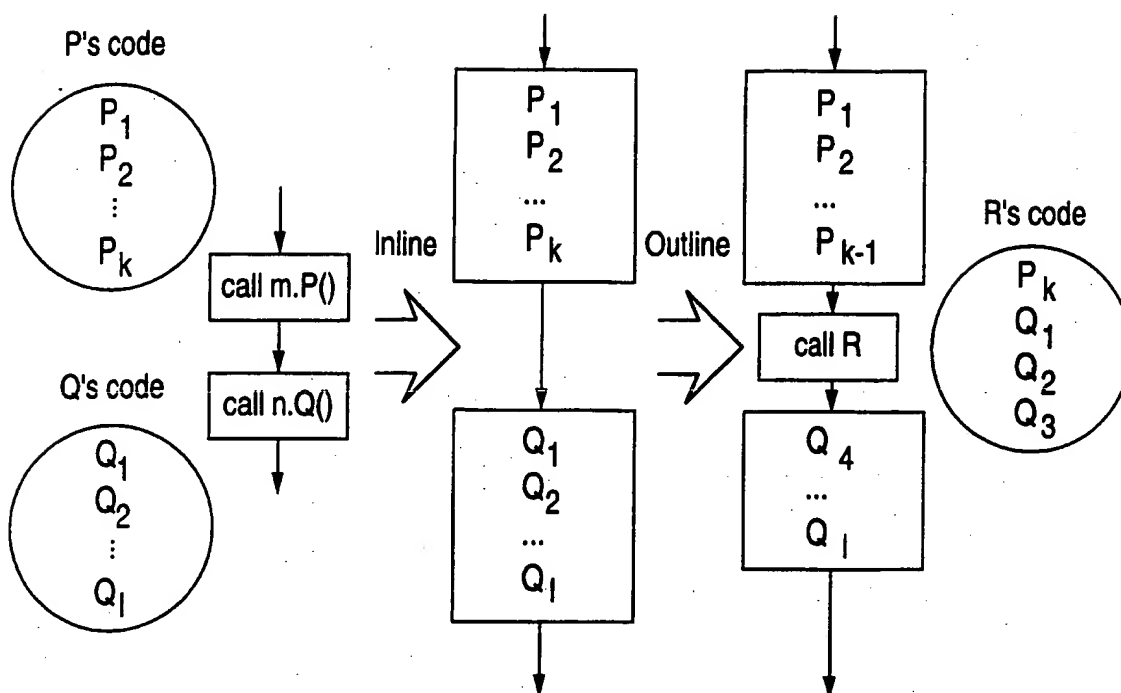 P's code
P₁
P₂
...
Pₖ
call m.P()
call n.Q()
Q's code
Q₁
Q₂
...
Qₗ
Inline
P₁
P₂
...
Pₖ
Q₁
Q₂
...
Qₗ
Outline
P₁
P₂
...
Pₖ₋₁
call R
Q₄
...
Qₗ
R's code
Pₖ
Q₁
Q₂
Q₃